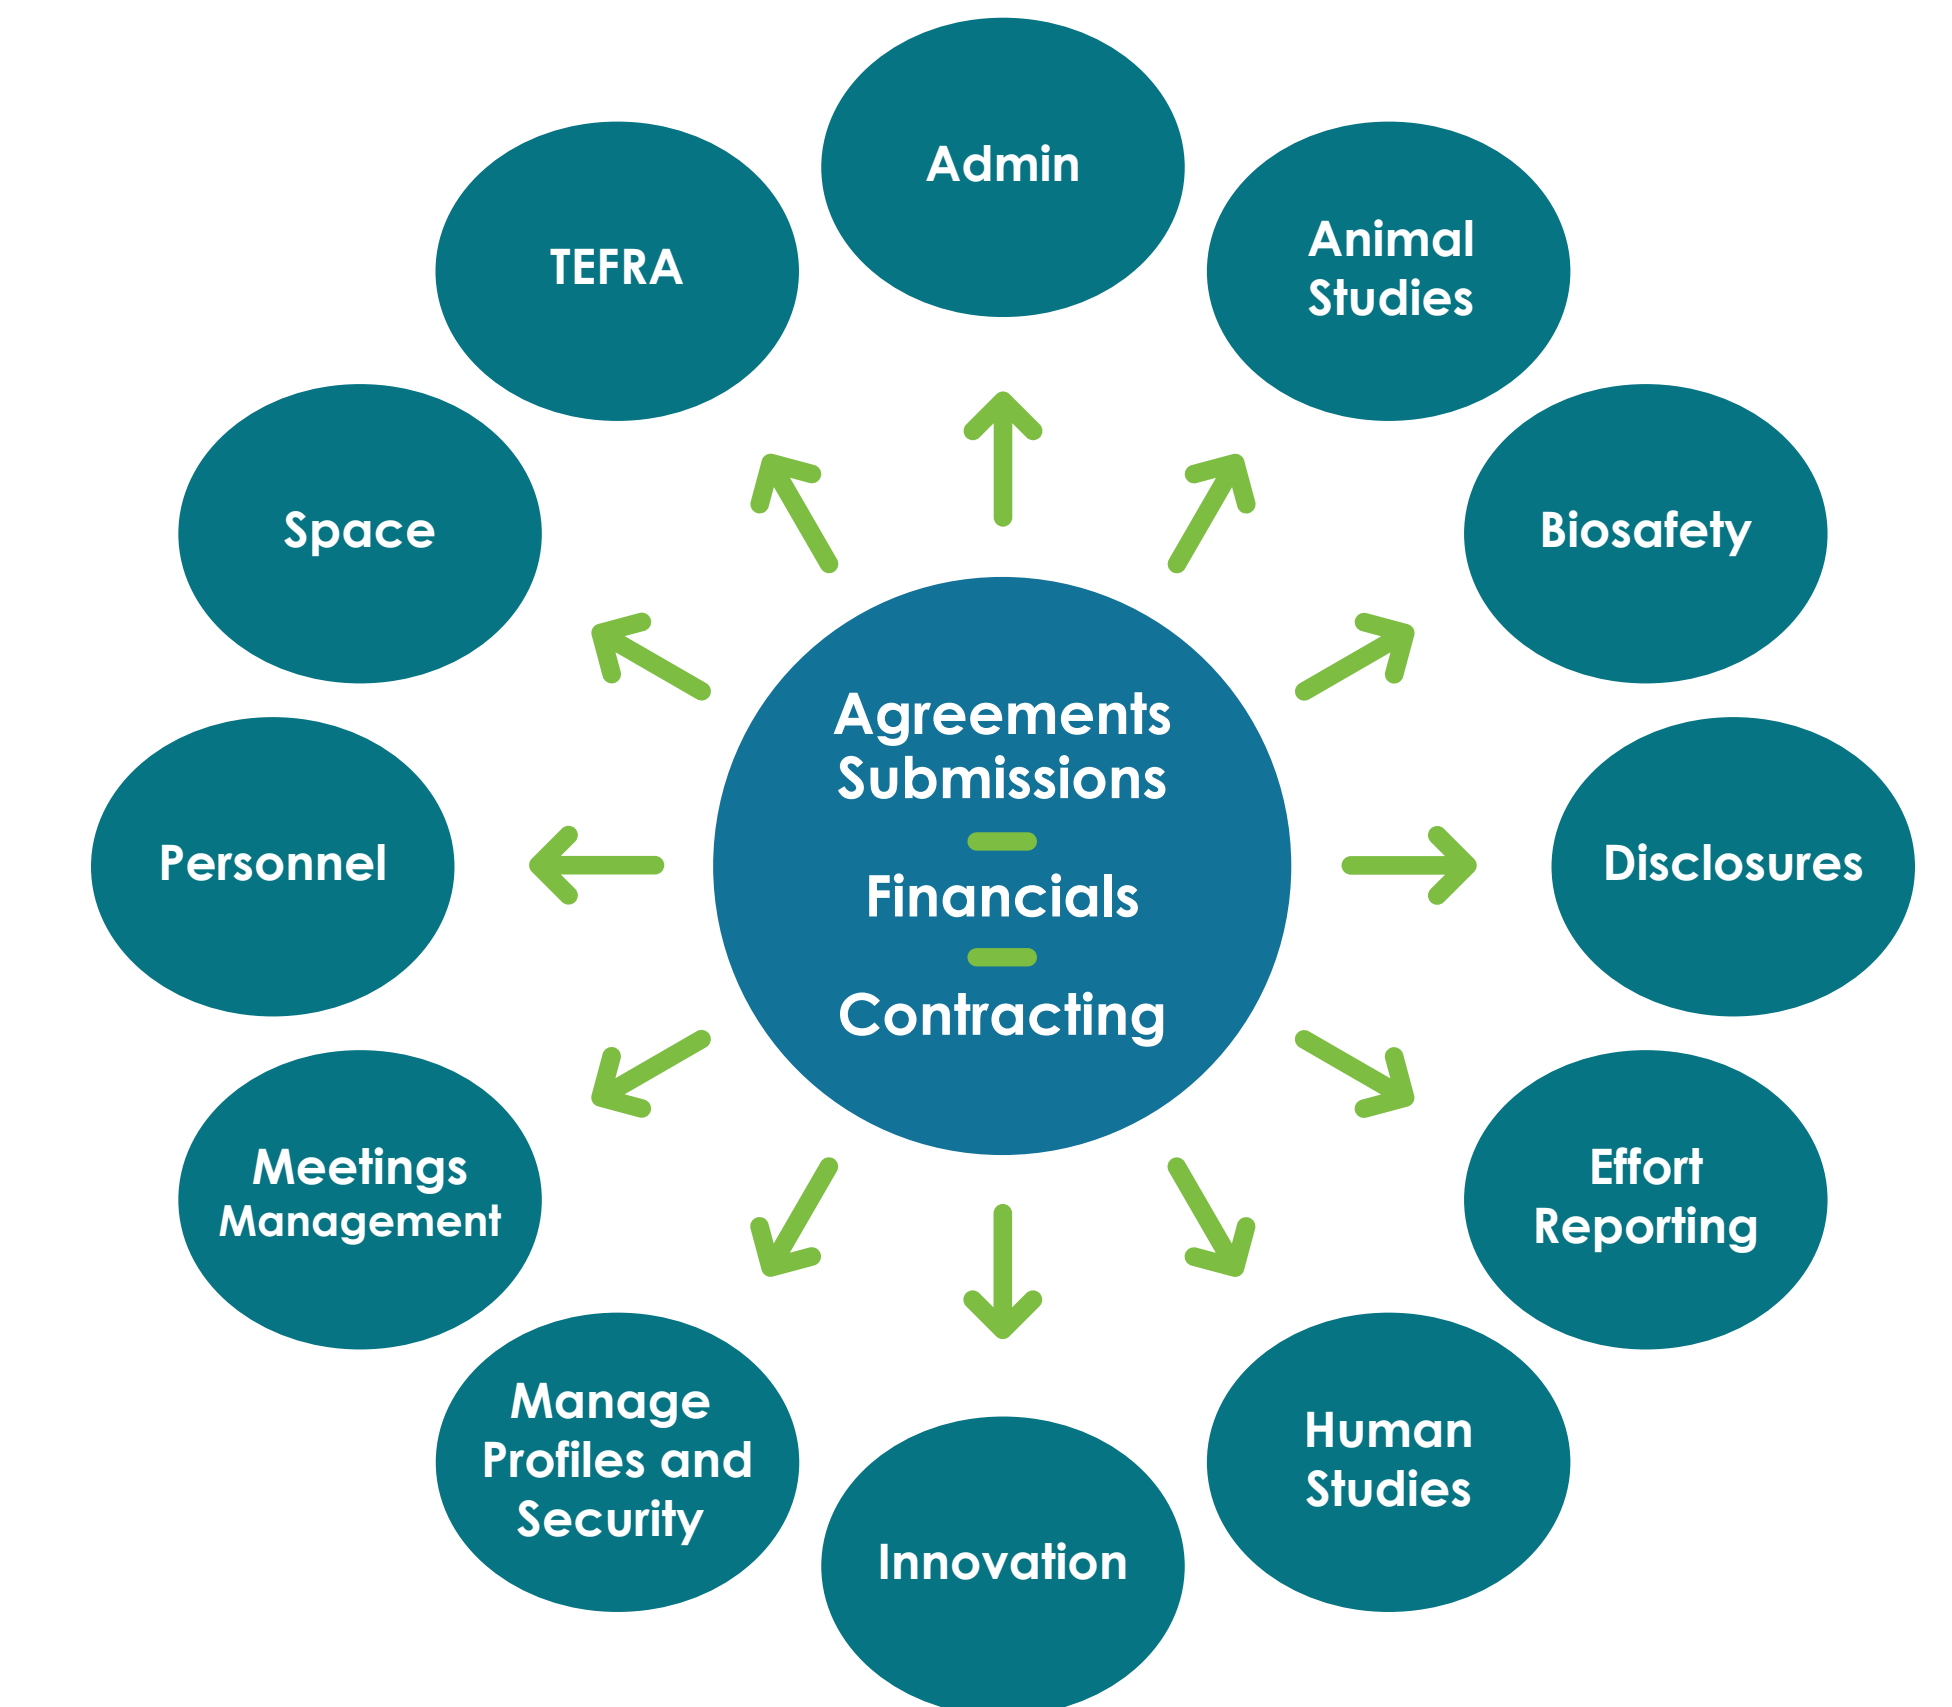 Admin
Animal
Studies
Biosafety
Disclosures
Effort
Reporting
Human
Studies
Innovation
Manage
Profiles and
Security
Meetings
Management
Personnel
Space
TEFRA
Agreements
Submissions
Financials
Contracting